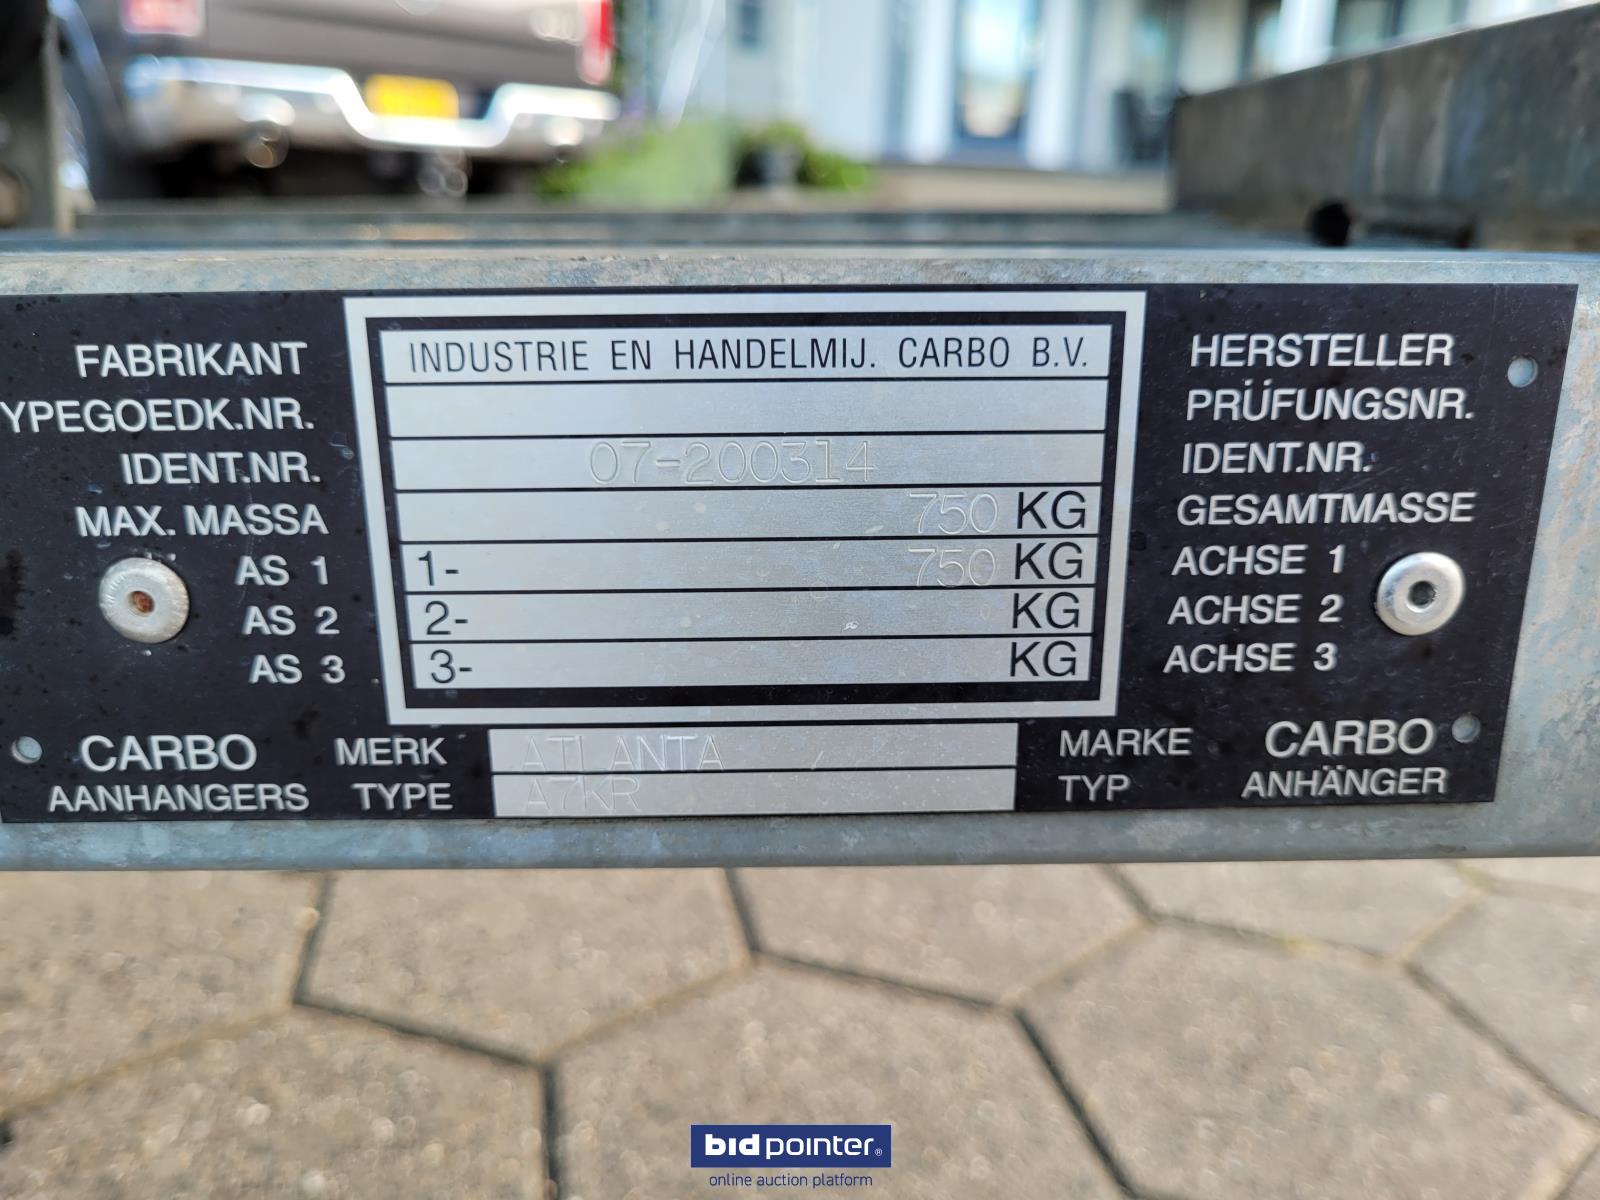 FABRIKANT INDUSTRIE EN HANDELMIJ. CARBO B.V. HERSTELLER
YPEGOEDK.NR. PRÜFUNGSNR.
IDENT.NR. 07-200314 IDENT.NR.
MAX. MASSA 750 KG GESAMTMASSE
AS 1 1- 750 KG ACHSE 1
AS 2 2- KG ACHSE 2
AS 3 3- KG ACHSE 3
CARBO MERK ATLANTA MARKE CARBO
AANHANGERS TYPE A7KR TYP ANHÄNGER
bidpointer®
online auction platform